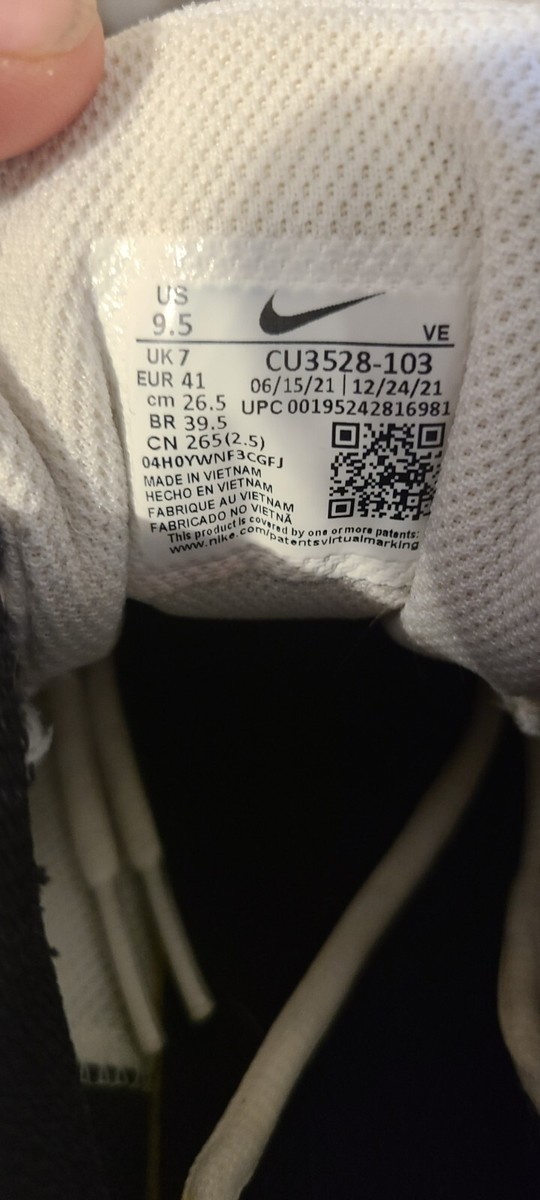 US
9.5
VE
UK 7
EUR 41
cm 26.5
BR 39.5
CN 265(2.5)
CU3528-103
06/15/21 | 12/24/21
UPC 00195242816981
04H0YWNF3CGFJ
MADE IN VIETNAM
HECHO EN VIETNAM
FABRIQUE AU VIETNAM
FABRICADO NO VIETNÃ
This product is covered by one or more patents:
www.nike.com/patentsvirtualmarking